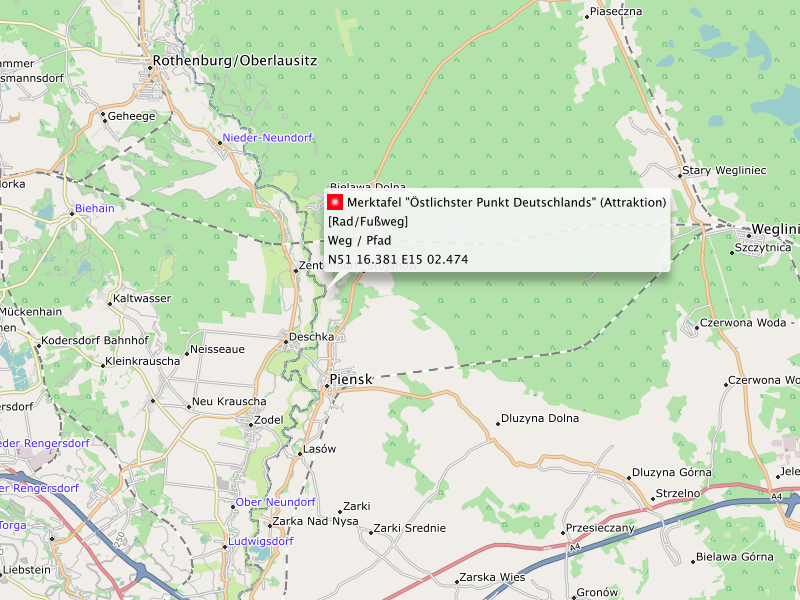 Piaseczna
Rothenburg/Oberlausitz
ammer
smannsdorf
Geheege
Nieder-Neundorf
Stary Wegliniec
orka
Bielawa Dolna
Merktafel "Östlichster Punkt Deutschlands" (Attraktion)
[Rad/Fußweg]
Weg / Pfad
N51 16.381 E15 02.474
Biehain
Weglini
Szczytnica
Zent
Kaltwasser
Mückenhain
nen
Czerwona Woda -
Kodersdorf Bahnhof
Deschka
Neisseaue
Kleinkrauscha
Piensk
Czerwona Wo
ersdorf
Neu Krauscha
Zodel
Dluzyna Dolna
eder Rengersdorf
Lasów
Dluzyna Górna
Jele
er Rengersdorf
Strzelno
A4
Ober Neundorf
Zarki
Torga
250
Zarka Nad Nysa
Zarki Srednie
Przesieczany
Ludwigsdorf
A4
Bielawa Górna
Liebstein
Zarska Wies
Gronów